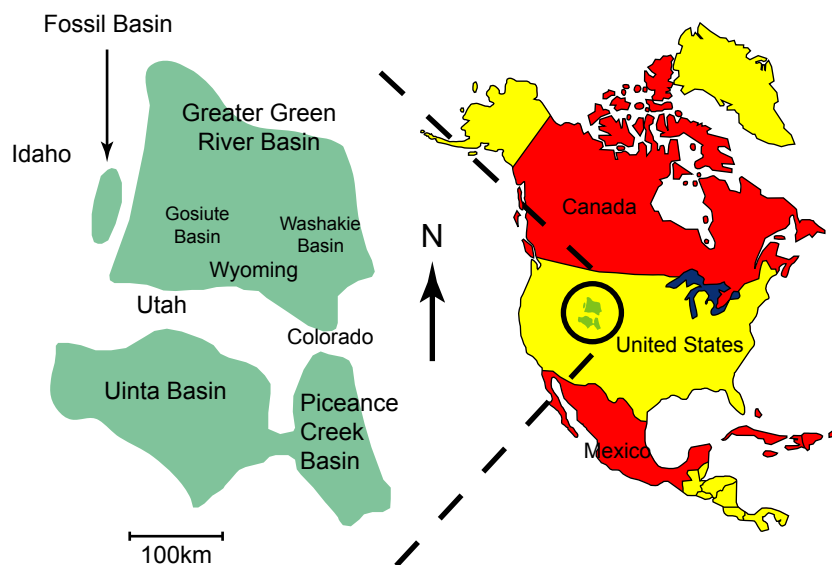 Fossil Basin
Greater Green
River Basin
Idaho
Gosiute
Basin
Washakie
Basin
Wyoming
Utah
Colorado
Uinta Basin
Piceance
Creek
Basin
100km
N
Canada
United States
Mexico